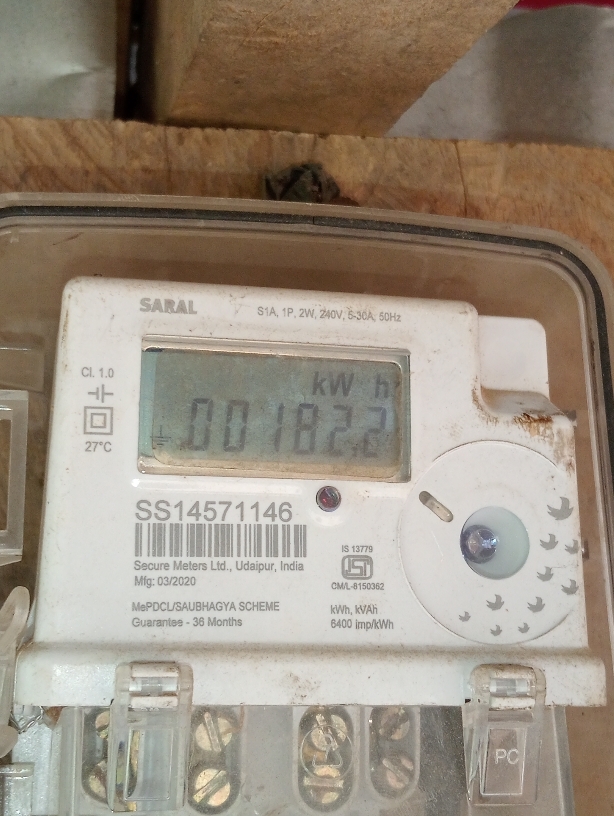 SARAL
S1A, 1P, 2W, 240V, 5-30A, 50Hz
Cl. 1.0
27°C
kW h
00182.2
SS14571146
Secure Meters Ltd., Udaipur, India
Mfg: 03/2020
MePDCL/SAUBHAGYA SCHEME
Guarantee - 36 Months
IS 13779
ISI
CM/L-8150362
kWh, kVAh
6400 imp/kWh
PC